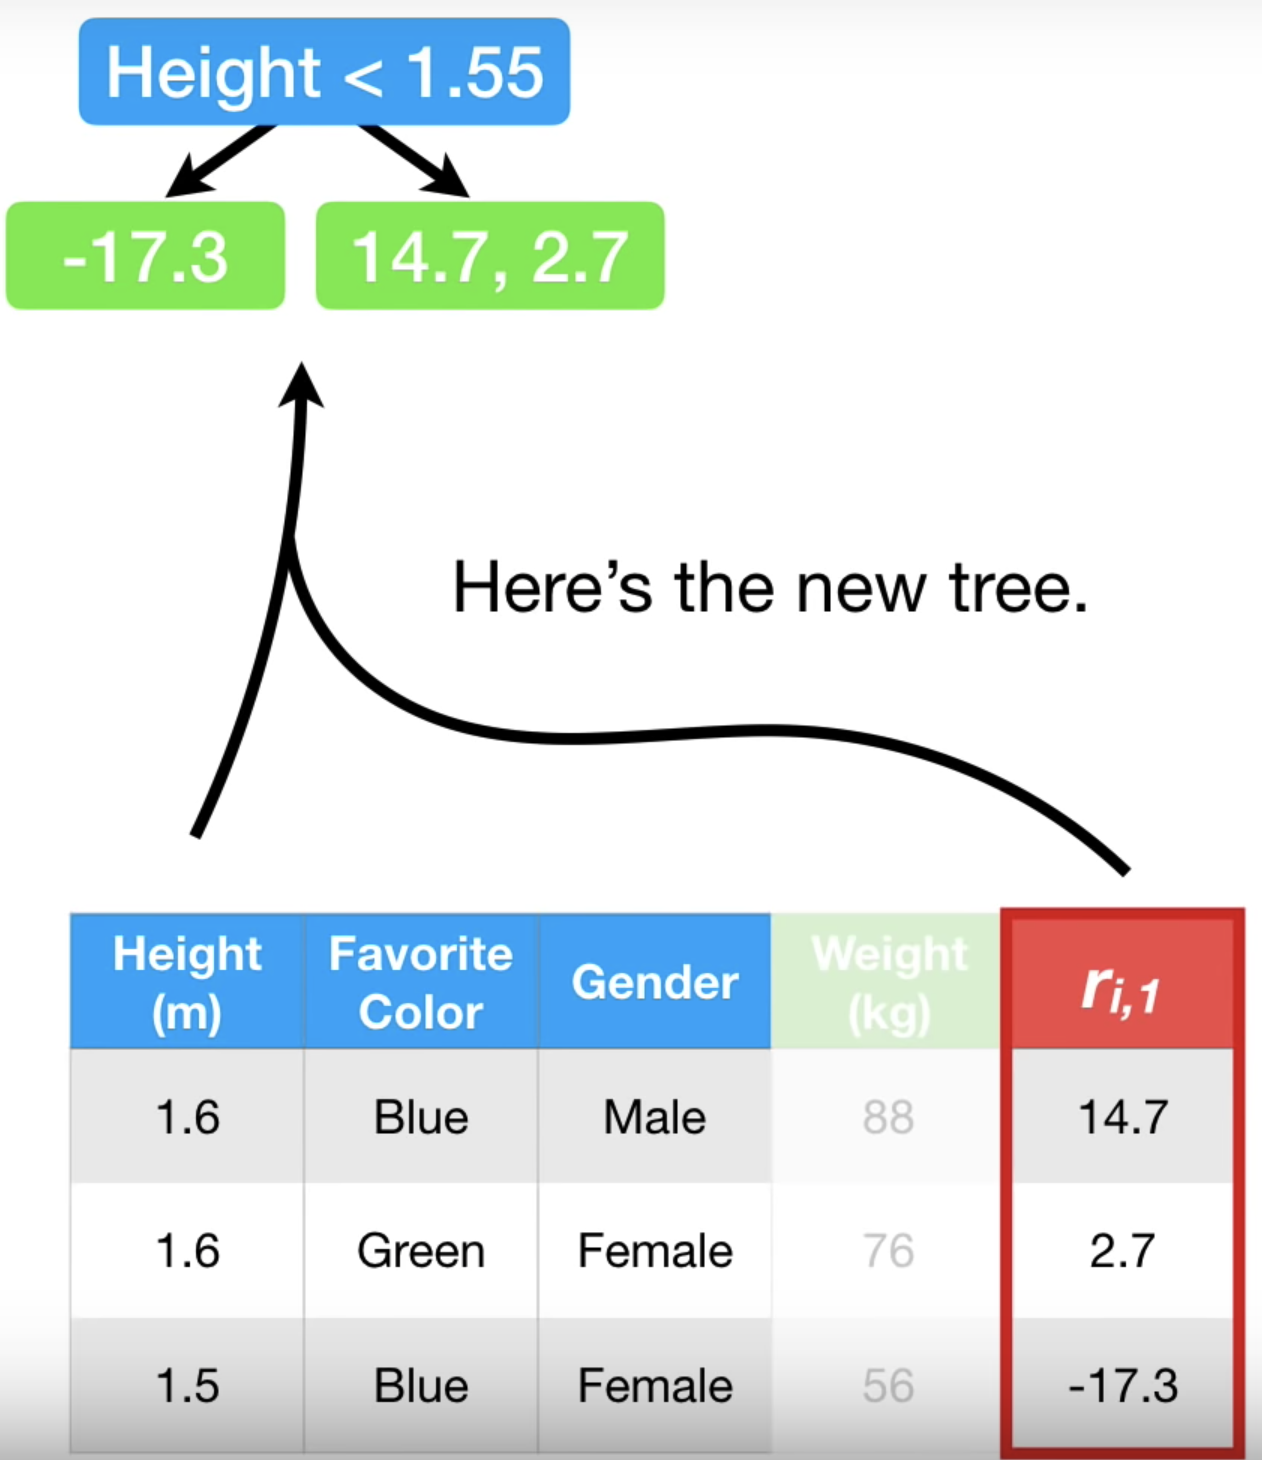 Height < 1.55
-17.3
14.7, 2.7
Here’s the new tree.
Height (m) Favorite Color Gender Weight (kg) ri,1
1.6 Blue Male 88 14.7
1.6 Green Female 76 2.7
1.5 Blue Female 56 -17.3